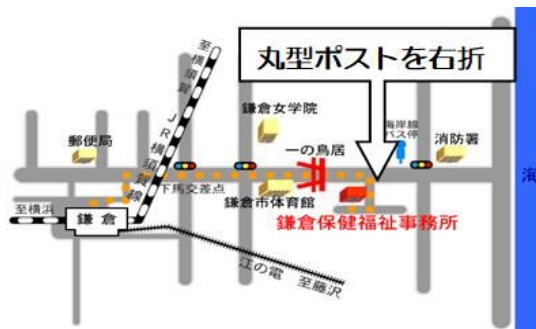 丸型ポストを右折
至横須賀
JR横須賀線
鎌倉女学院
海岸線
バス停
郵便局
一の鳥居
消防署
下馬交差点
海
至横浜
鎌倉
鎌倉市体育館
鎌倉保健福祉事務所
江の電 至藤沢